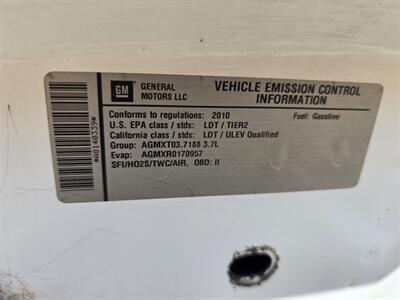 GM
GENERAL MOTORS LLC
VEHICLE EMISSION CONTROL
INFORMATION
Conforms to regulations: 2010
Fuel: Gasoline
U.S. EPA class / stds: LDT / TIER2
California class / stds: LDT / ULEV Qualified
Group: AGMXT03.7188 3.7L
Evap: AGMXR0170957
SFI/HO2S/TWC/AIR, OBD: II